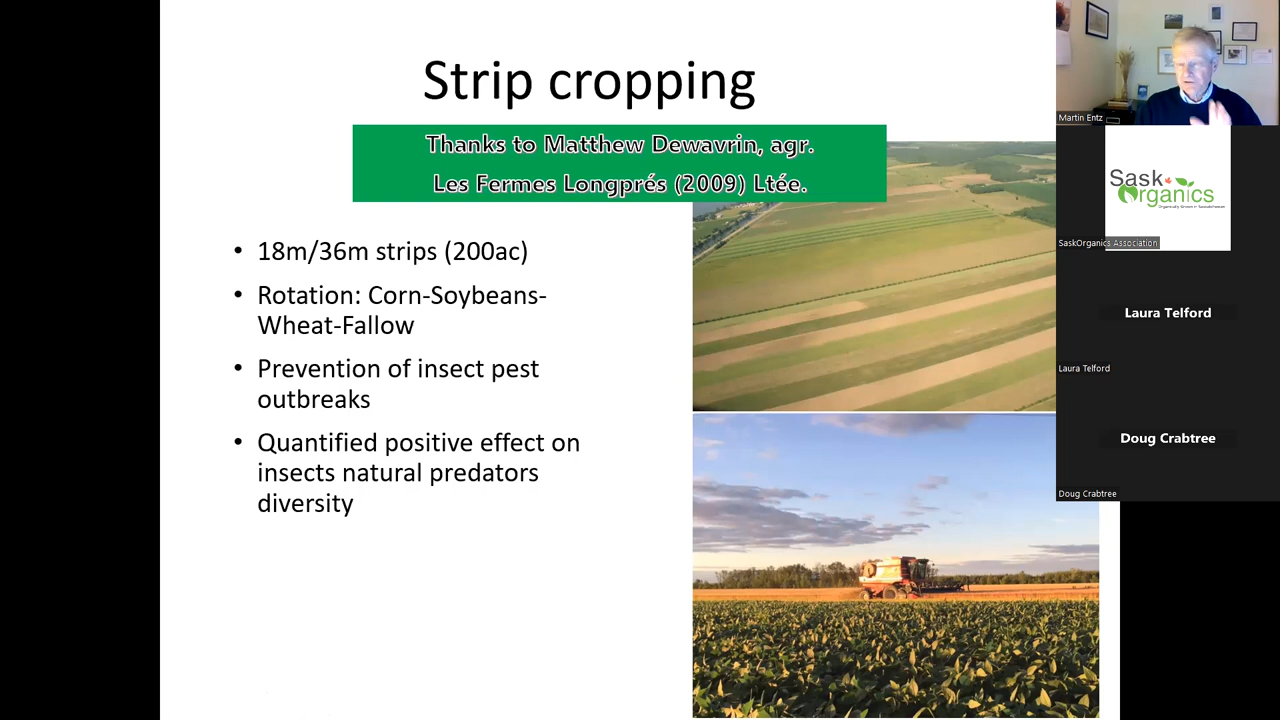 Strip cropping
Thanks to Matthew Dewavrin, agr.
Les Fermes Longprés (2009) Ltée.
• 18m/36m strips (200ac)
• Rotation: Corn-Soybeans-
Wheat-Fallow
• Prevention of insect pest
outbreaks
• Quantified positive effect on
insects natural predators
diversity
Martin Entz
Sask
Organics
SaskOrganics Association
Laura Telford
Laura Telford
Doug Crabtree
Doug Crabtree